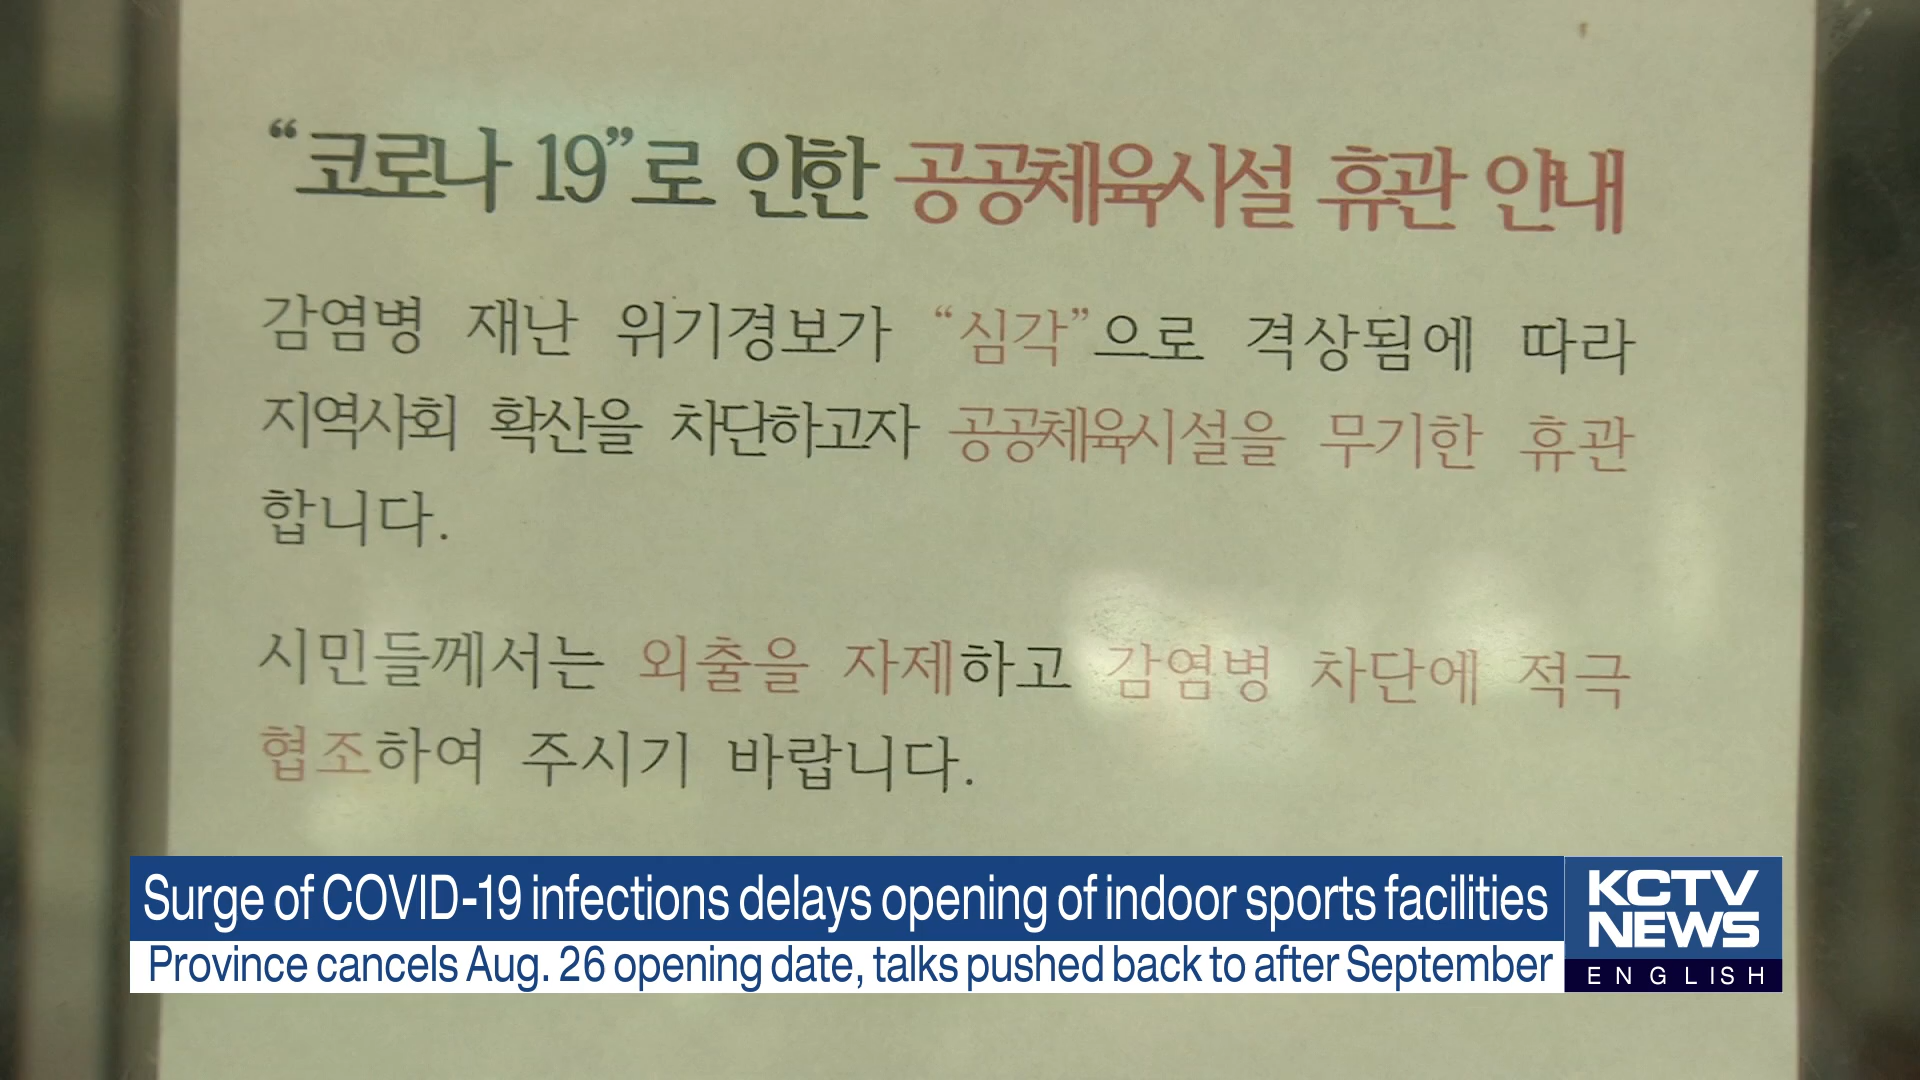 “코로나 19”로 인한 공공체육시설 휴관 안내
감염병 재난 위기경보가 “심각”으로 격상됨에 따라
지역사회 확산을 차단하고자 공공체육시설을 무기한 휴관
합니다.
시민들께서는 외출을 자제하고 감염병 차단에 적극
협조하여 주시기 바랍니다.
Surge of COVID-19 infections delays opening of indoor sports facilities
Province cancels Aug. 26 opening date, talks pushed back to after September
KCTV
NEWS
ENGLISH